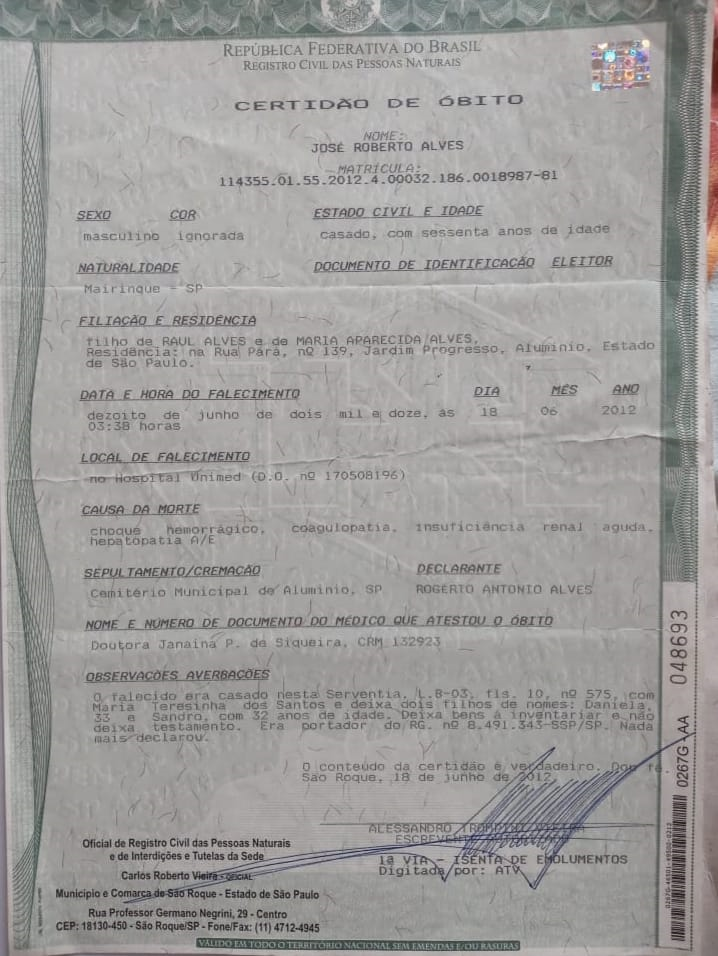 REPÚBLICA FEDERATIVA DO BRASIL
REGISTRO CIVIL DAS PESSOAS NATURAIS
CERTIDÃO DE ÓBITO
NOME:
JOSÉ ROBERTO ALVES
MATRÍCULA:
114355.01.55.2012.4.00032.186.0018987-81
SEXO COR ESTADO CIVIL E IDADE
masculino ignorada casado, com sessenta anos de idade
NATURALIDADE DOCUMENTO DE IDENTIFICAÇÃO ELEITOR
Mairinque - SP
FILIAÇÃO E RESIDÊNCIA
filho de RAUL ALVES e de MARIA APARECIDA ALVES,
Residência: na Rua Pará, nº 139, Jardim Progresso, Alumínio, Estado
de São Paulo.
DATA E HORA DO FALECIMENTO DIA MÊS ANO
dezoito de junho de dois mil e doze, às 18 06 2012
03:38 horas
LOCAL DE FALECIMENTO
no Hospital Unimed (D.O. nº 170508196)
CAUSA DA MORTE
choque hemorrágico, coagulopatia, insuficiência renal aguda,
hepatopatia A/E
SEPULTAMENTO/CREMAÇÃO DECLARANTE
Cemitério Municipal de Alumínio, SP ROGÉRIO ANTONIO ALVES
NOME E NÚMERO DE DOCUMENTO DO MÉDICO QUE ATESTOU O ÓBITO
Doutora Janaina P. de Siqueira, CRM 132923
OBSERVAÇÕES AVERBAÇÕES
O falecido era casado nesta Serventia, L.B-03, fls. 10, nº 575, com
Maria Teresinha dos Santos e deixa dois filhos de nomes: Daniela,
33 e Sandro, com 32 anos de idade. Deixa bens à inventariar e não
deixa testamento. Era portador do RG. nº 8.491.343-SSP/SP. Nada
mais declarou.
O conteúdo da certidão é verdadeiro. Dou fé.
São Roque, 18 de junho de 2012.
ALESSANDRO
ESCREVENTE
1ª VIA - ISENTA DE EMOLUMENTOS
Digitada por: ATV
Oficial de Registro Civil das Pessoas Naturais
e de Interdições e Tutelas da Sede
Carlos Roberto Vieira - OFICIAL
Município e Comarca de São Roque - Estado de São Paulo
Rua Professor Germano Negrini, 29 - Centro
CEP: 18130-450 - São Roque/SP - Fone/Fax: (11) 4712-4945
VÁLIDO EM TODO O TERRITÓRIO NACIONAL SEM EMENDAS E/OU RASURAS
0267G-AA 048693